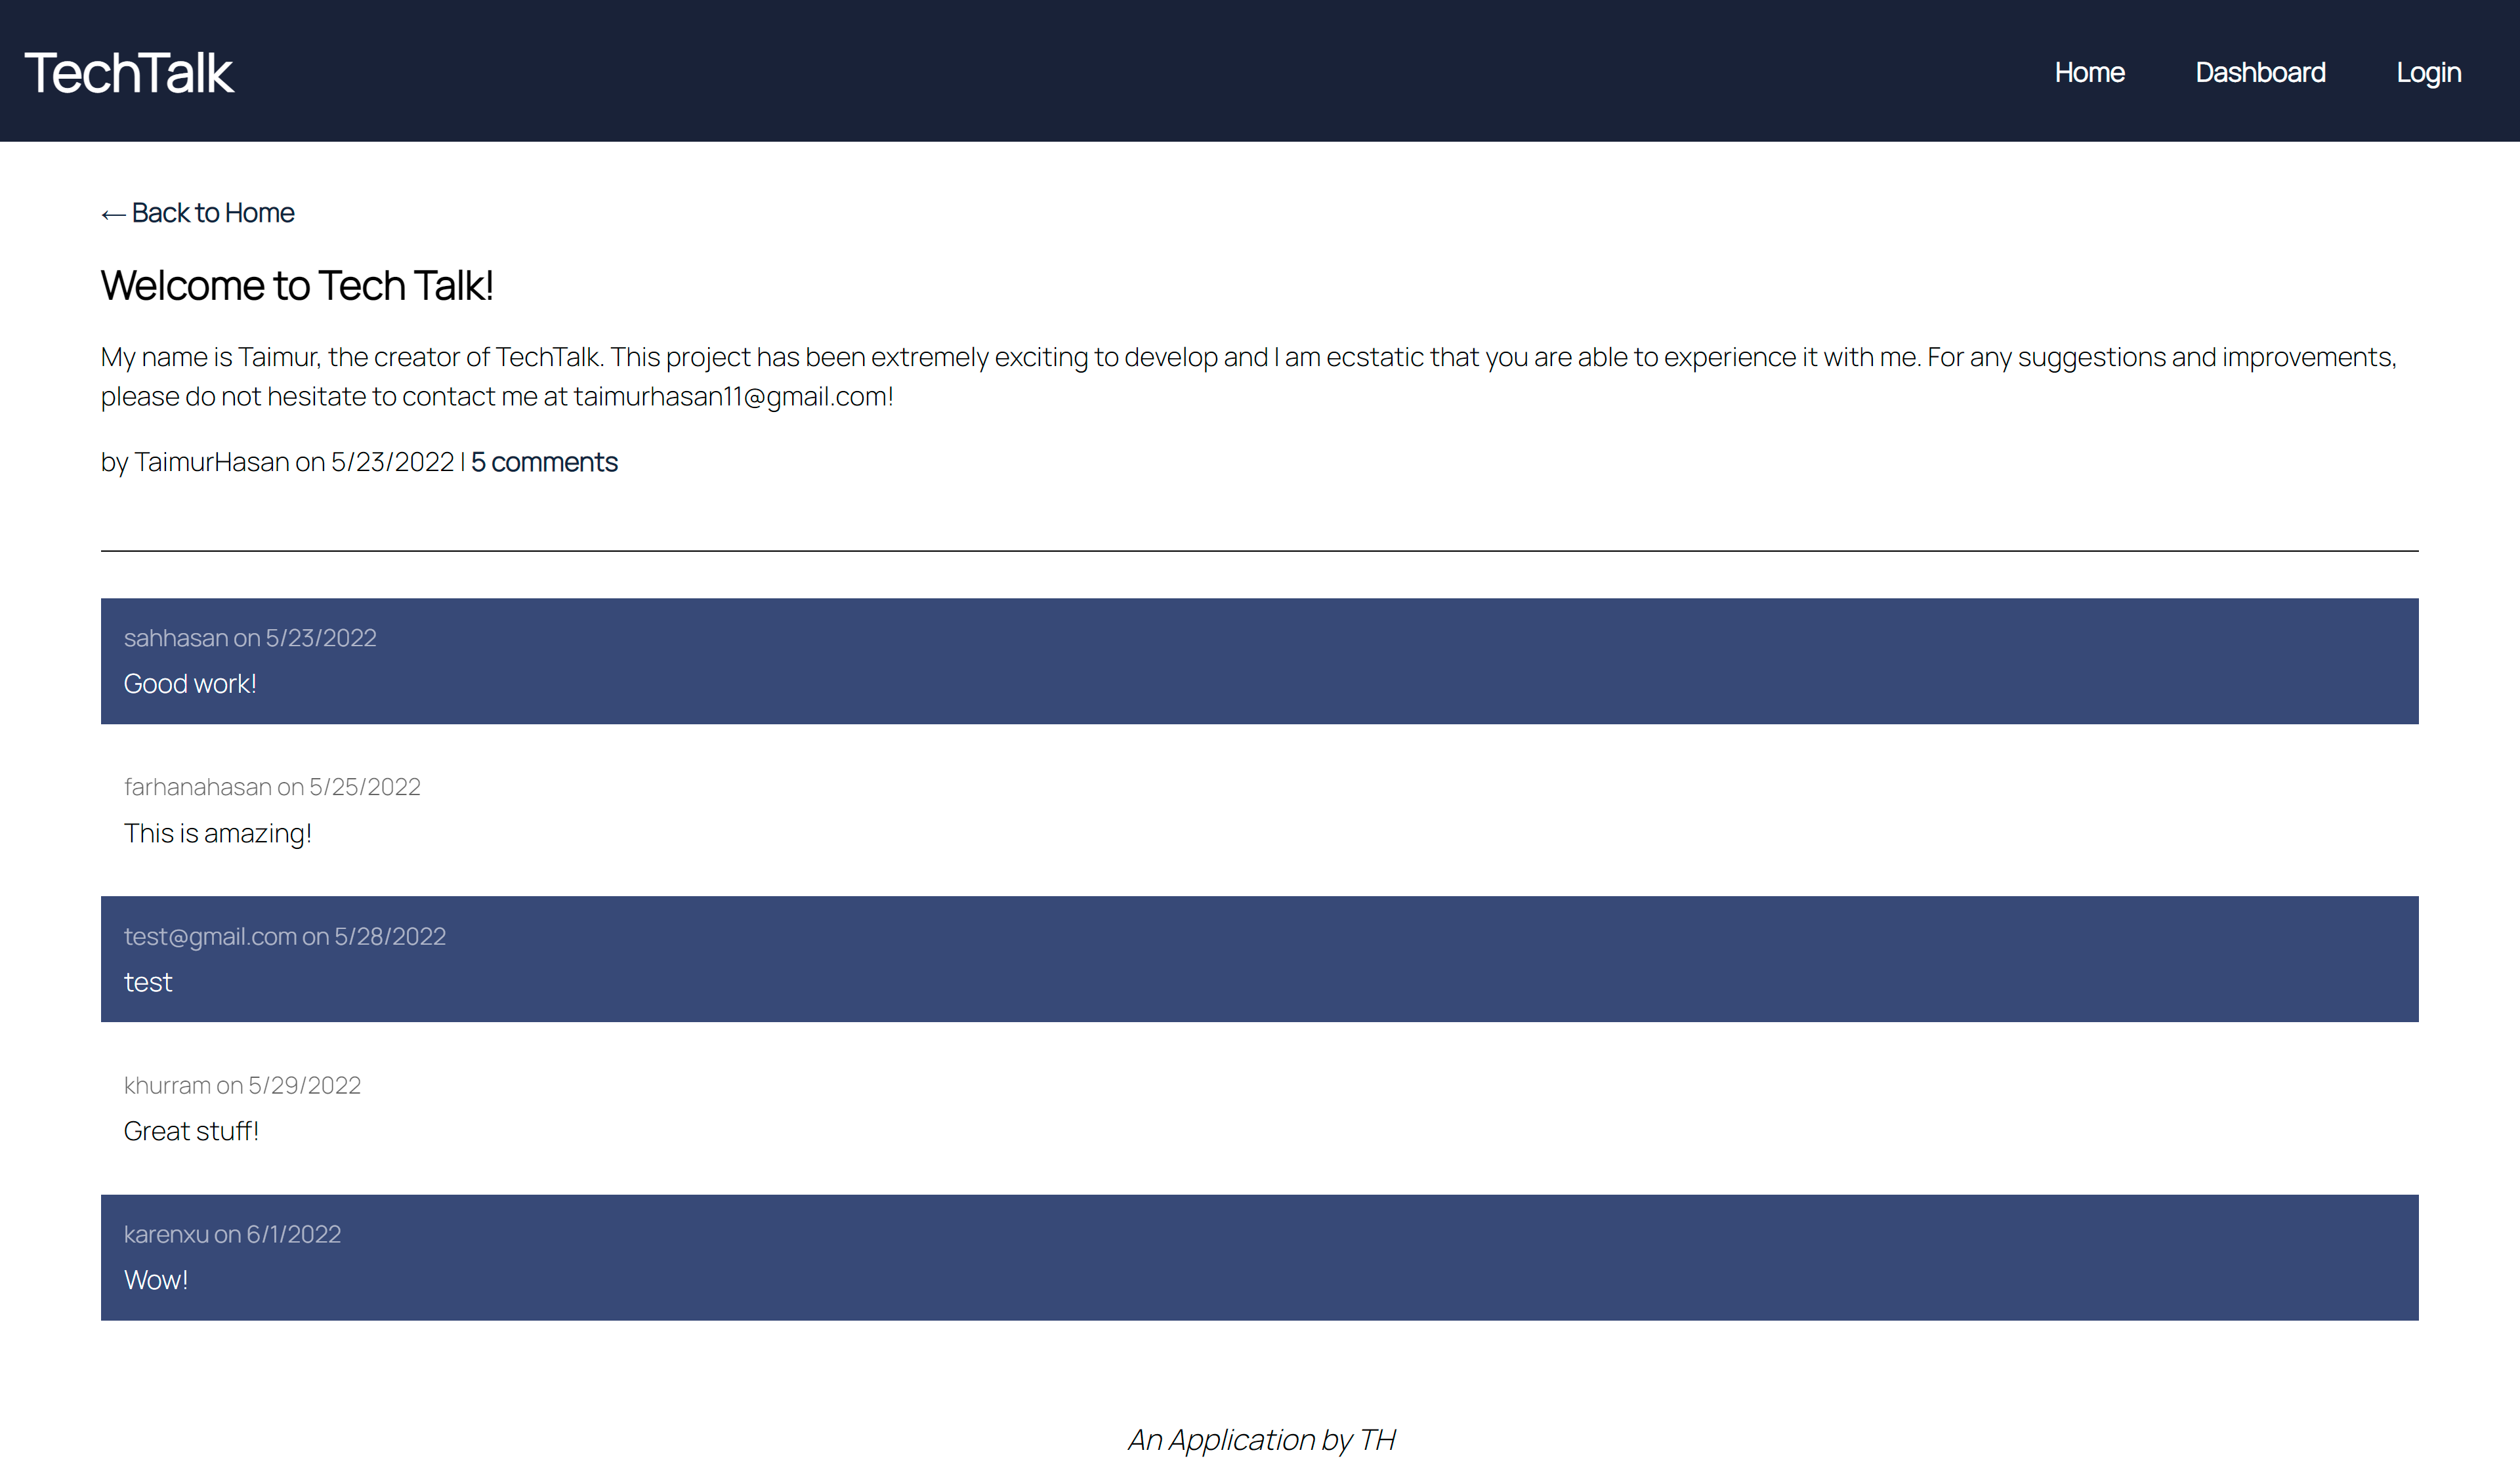 TechTalk
Home Dashboard Login
← Back to Home
Welcome to Tech Talk!
My name is Taimur, the creator of TechTalk. This project has been extremely exciting to develop and I am ecstatic that you are able to experience it with me. For any suggestions and improvements,
please do not hesitate to contact me at taimurhasan11@gmail.com!
by TaimurHasan on 5/23/2022 | 5 comments
sahhasan on 5/23/2022
Good work!
farhanahasan on 5/25/2022
This is amazing!
test@gmail.com on 5/28/2022
test
khurram on 5/29/2022
Great stuff!
karenxu on 6/1/2022
Wow!
An Application by TH